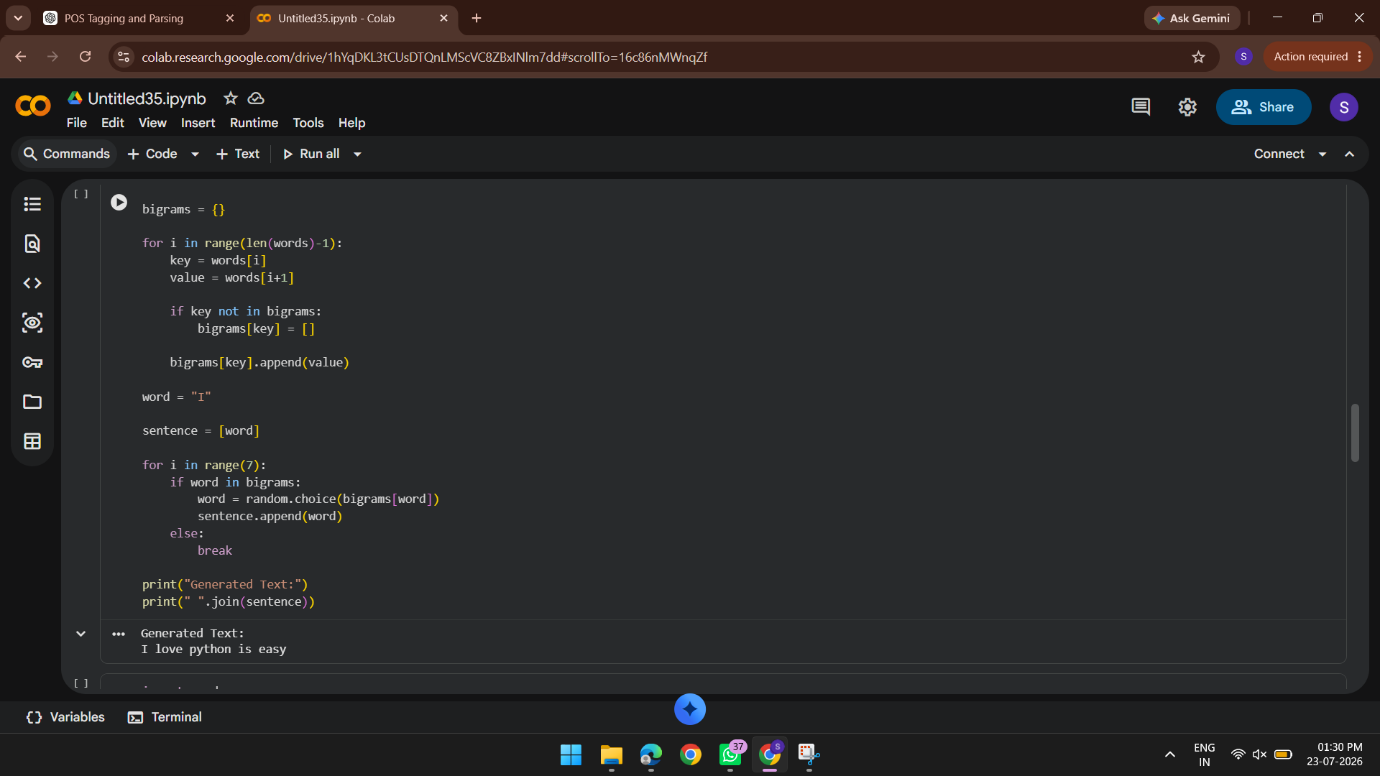 POS Tagging and Parsing
Untitled35.ipynb - Colab
Ask Gemini
colab.research.google.com/drive/1hYqDKL3tCUsDTQnLMScVC8ZBxINlm7dd#scrollTo=16c86nMWnqZf
S
Action required
Untitled35.ipynb
File Edit View Insert Runtime Tools Help
Share
S
Commands + Code + Text Run all
Connect
[ ]
bigrams = {}
for i in range(len(words)-1):
    key = words[i]
    value = words[i+1]
    if key not in bigrams:
        bigrams[key] = []
    bigrams[key].append(value)
word = "I"
sentence = [word]
for i in range(7):
    if word in bigrams:
        word = random.choice(bigrams[word])
        sentence.append(word)
    else:
        break
print("Generated Text:")
print(" ".join(sentence))
Generated Text:
I love python is easy
[ ]
Variables
Terminal
37
S
ENG
IN
01:30 PM
23-07-2026